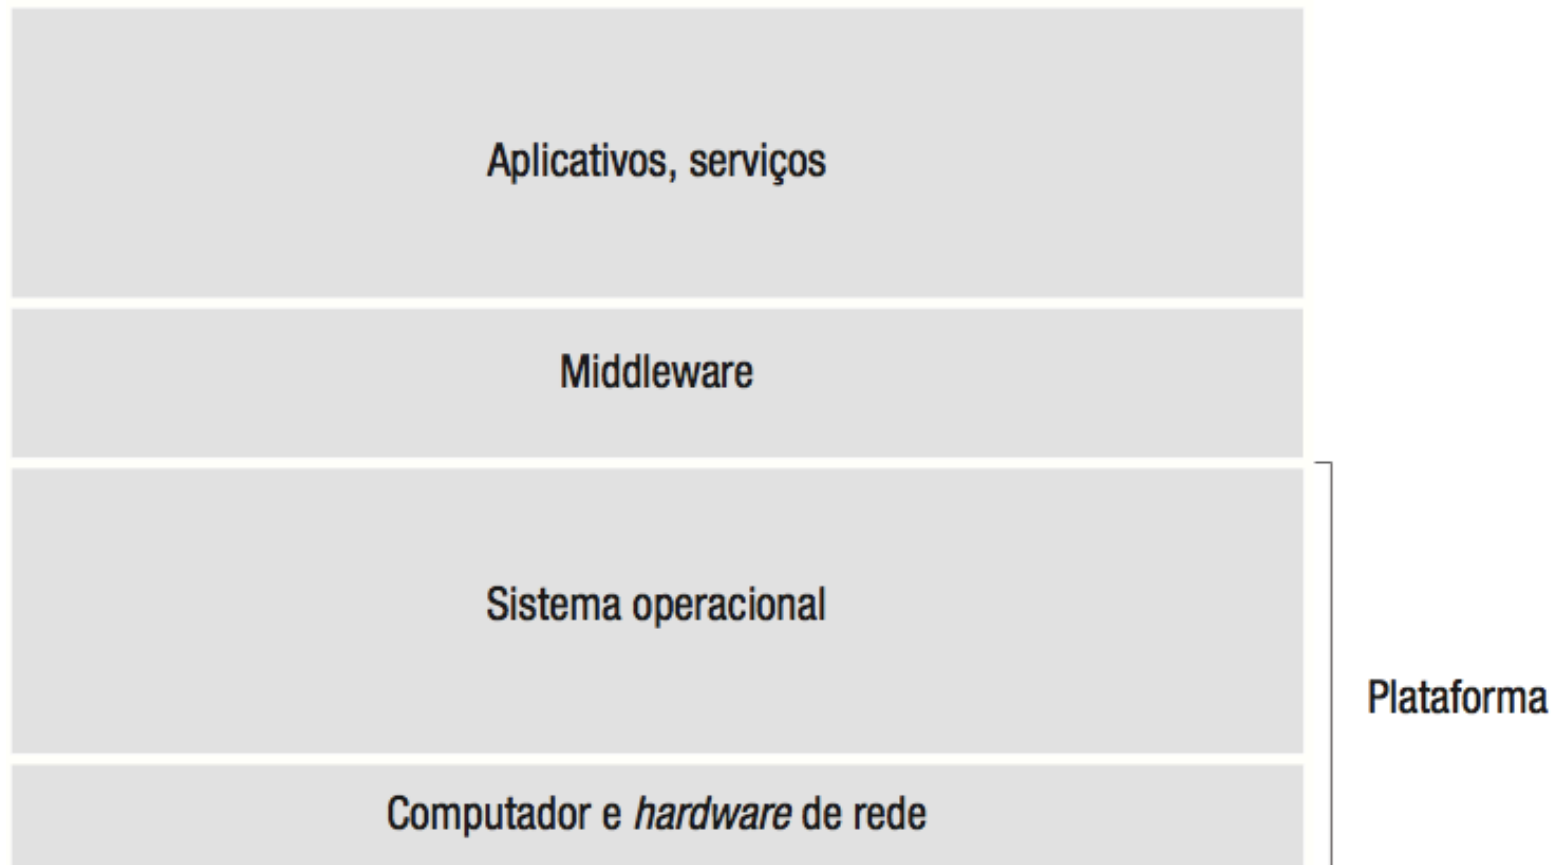 Aplicativos, serviços
Middleware
Sistema operacional
Plataforma
Computador e hardware de rede